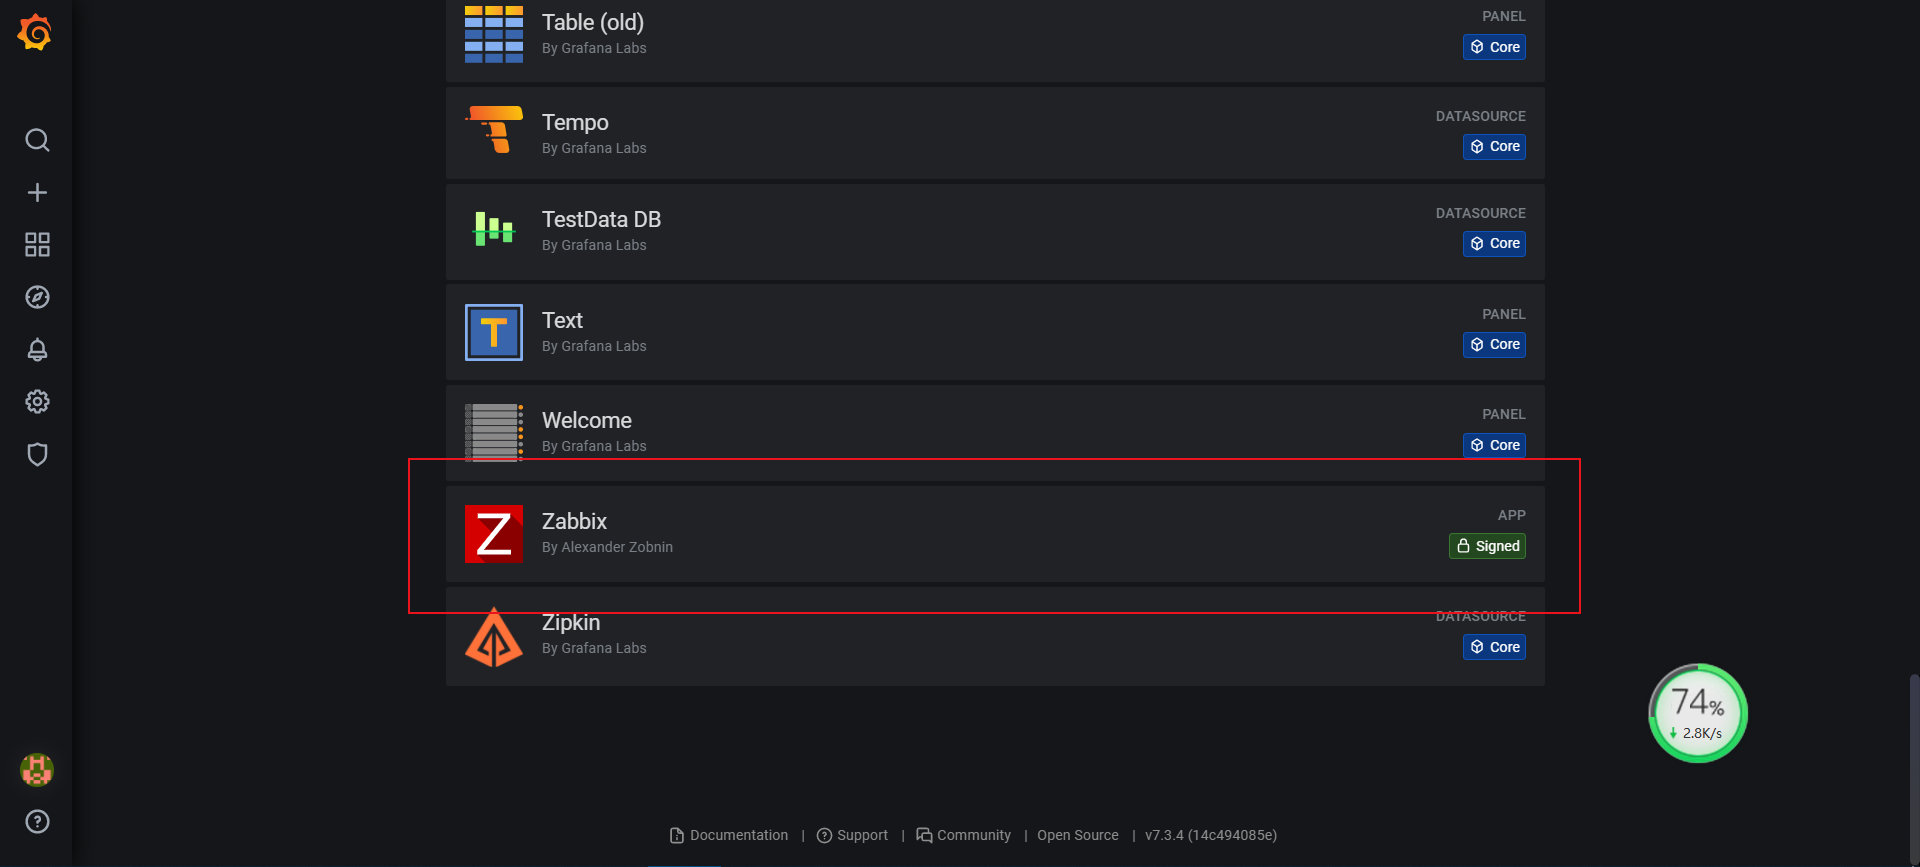 Table (old)
PANEL
By Grafana Labs
Core
Tempo
DATASOURCE
By Grafana Labs
Core
TestData DB
DATASOURCE
By Grafana Labs
Core
Text
PANEL
By Grafana Labs
Core
Welcome
PANEL
By Grafana Labs
Core
Zabbix
APP
By Alexander Zobnin
Signed
Zipkin
DATASOURCE
By Grafana Labs
Core
74%
2.8K/s
Documentation | Support | Community | Open Source | v7.3.4 (14c494085e)